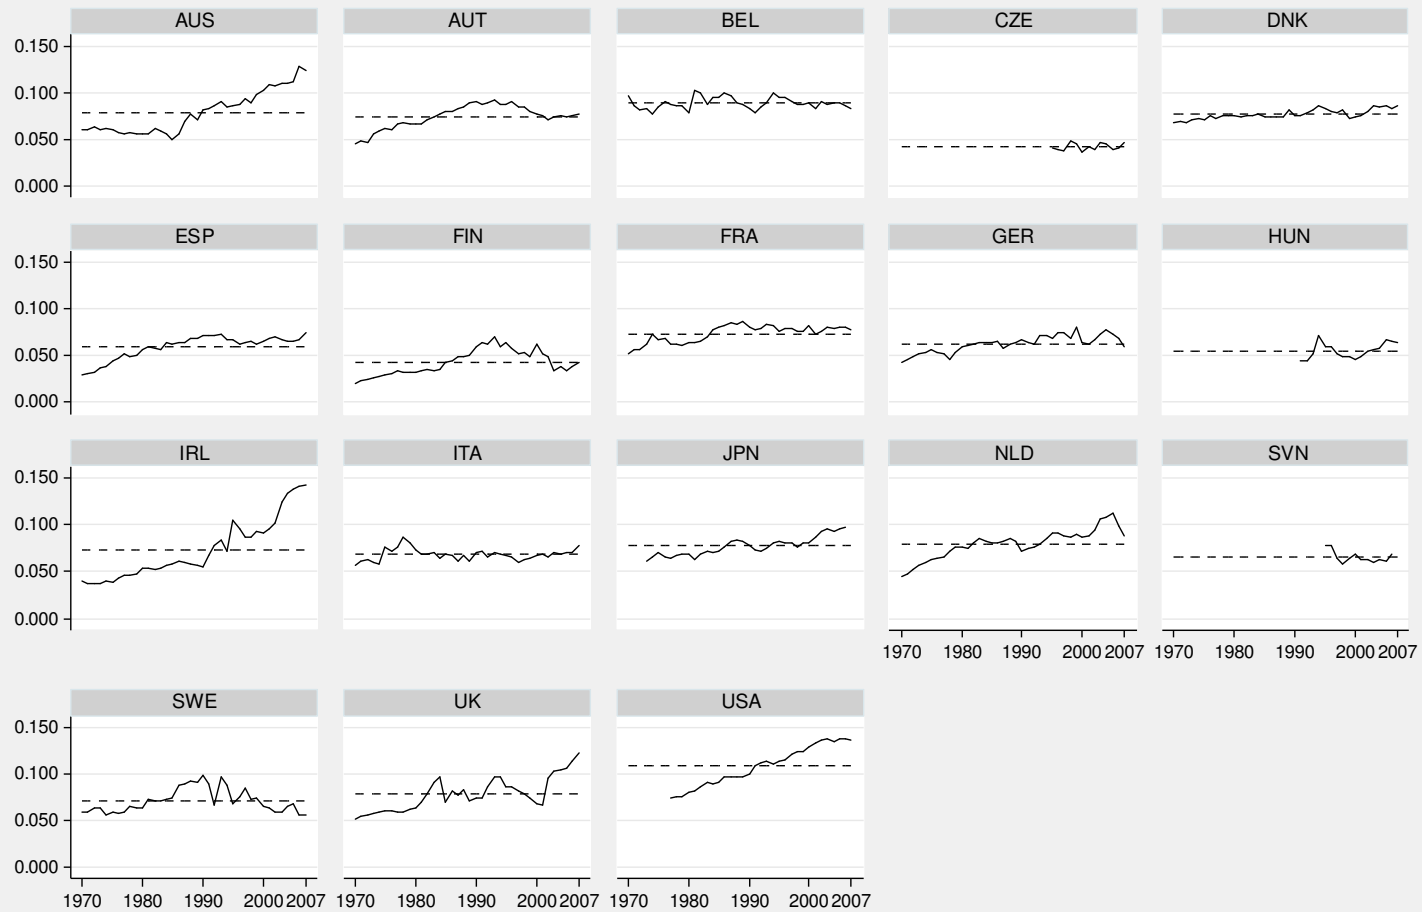 AUS AUT BEL CZE DNK
0.150
0.100
0.050
0.000
ESP FIN FRA GER HUN
0.150
0.100
0.050
0.000
IRL ITA JPN NLD SVN
0.150
0.100
0.050
0.000
1970 1980 1990 2000 2007 1970 1980 1990 2000 2007
SWE UK USA
0.150
0.100
0.050
0.000
1970 1980 1990 2000 2007 1970 1980 1990 2000 2007 1970 1980 1990 2000 2007